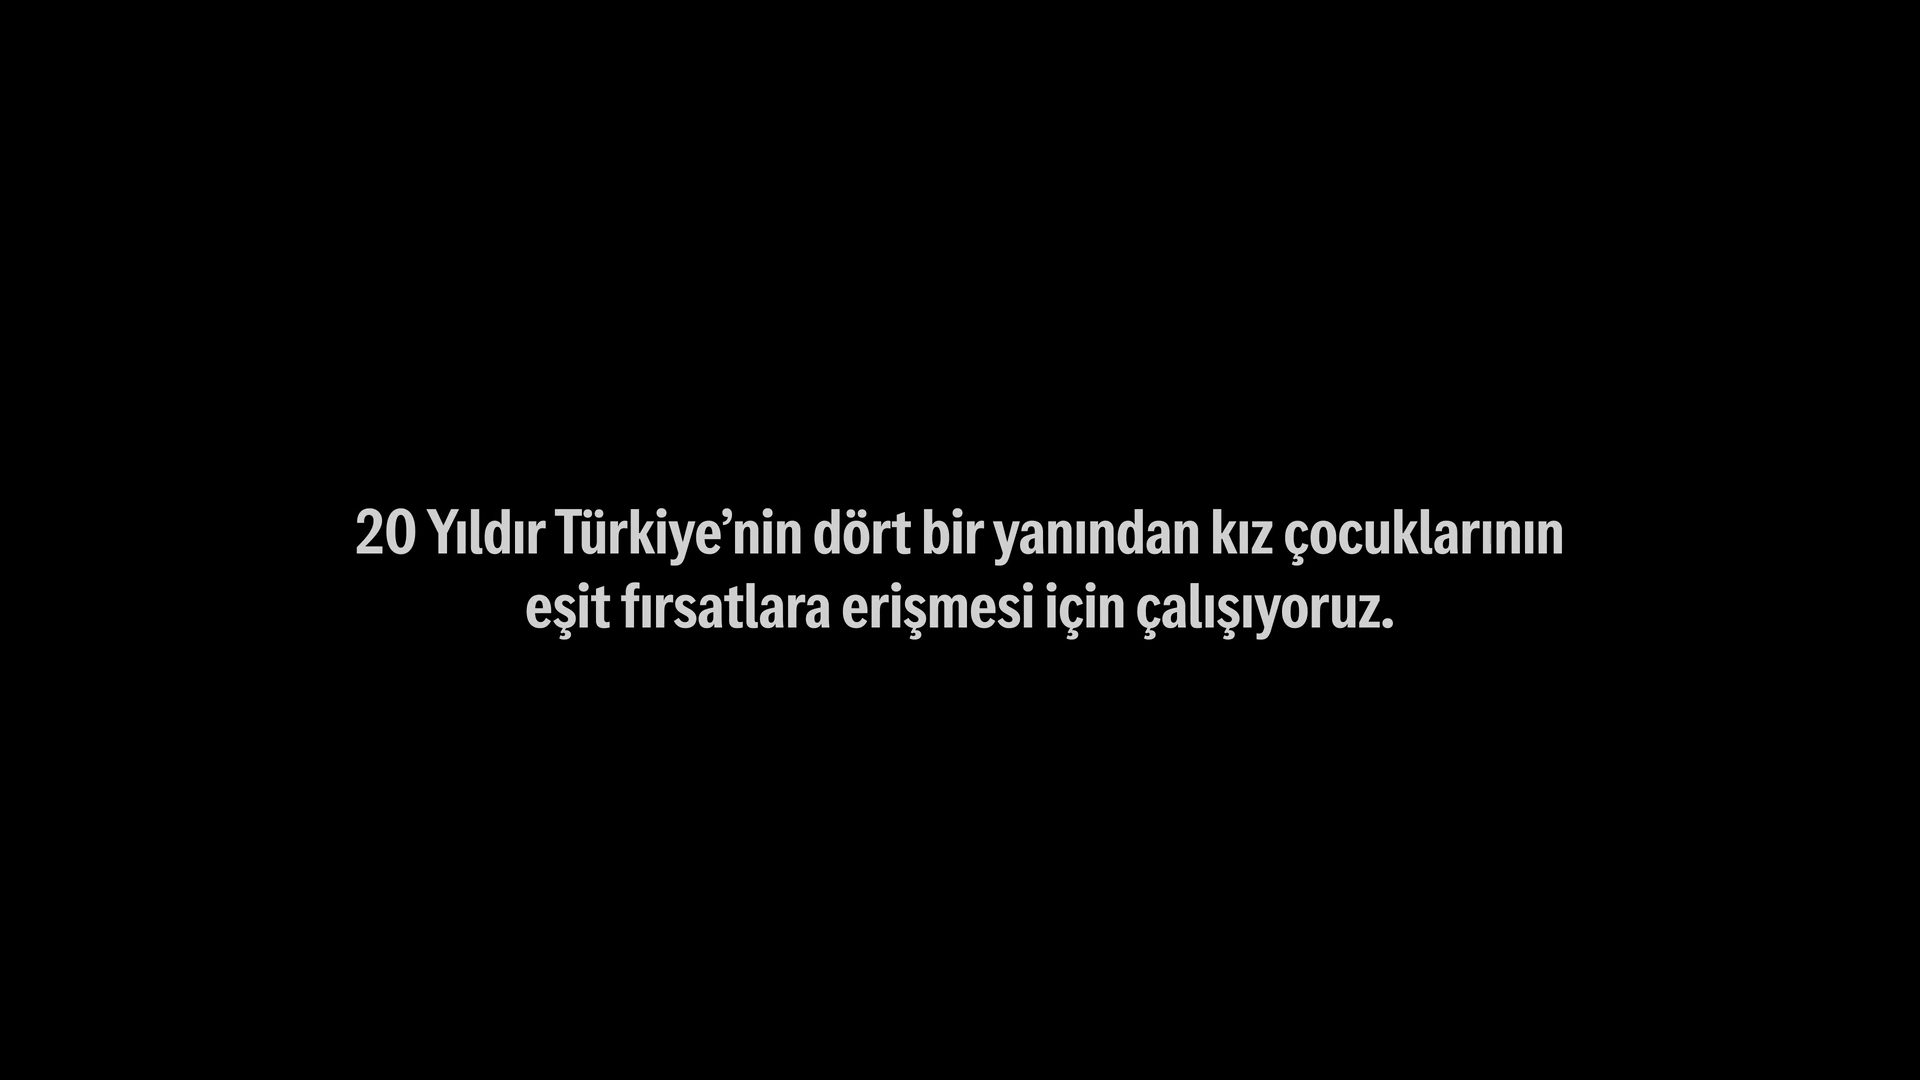 20 Yıldır Türkiye’nin dört bir yanından kız çocuklarının
eşit fırsatlara erişmesi için çalışıyoruz.